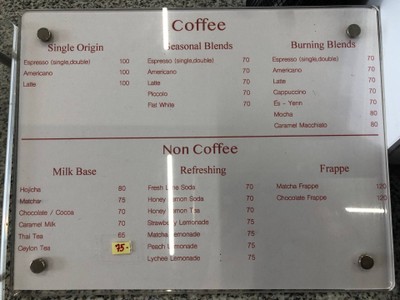 Coffee
Single Origin
Espresso (single,double) 100
Americano 100
Latte 100
Seasonal Blends
Espresso (single,double) 70
Americano 70
Latte 70
Piccolo 70
Flat White 70
Burning Blends
Espresso (single,double) 70
Americano 70
Latte 70
Cappuccino 70
Es - Yenn 70
Mocha 80
Caramel Macchiato 80
Non Coffee
Milk Base
Hojicha 80
Matchar 75
Chocolate / Cocoa 70
Caramel Milk 70
Thai Tea 65
Ceylon Tea 75.-
Refreshing
Fresh Lime Soda 70
Honey Lemon Soda 70
Honey Lemon Tea 70
Strawberry Lemonade 75
Matcha Lemonade 75
Peach Lemonade 75
Lychee Lemonade 75
Frappe
Matcha Frappe 120
Chocolate Frappe 120